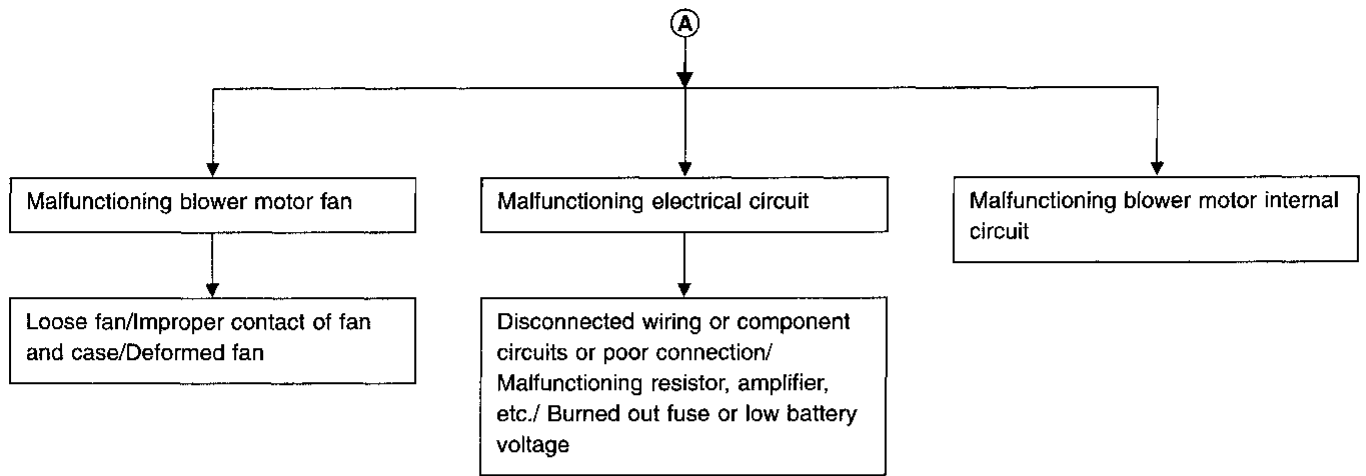 A
Malfunctioning blower motor fan
Malfunctioning electrical circuit
Malfunctioning blower motor internal
circuit
Loose fan/Improper contact of fan
and case/Deformed fan
Disconnected wiring or component
circuits or poor connection/
Malfunctioning resistor, amplifier,
etc./ Burned out fuse or low battery
voltage